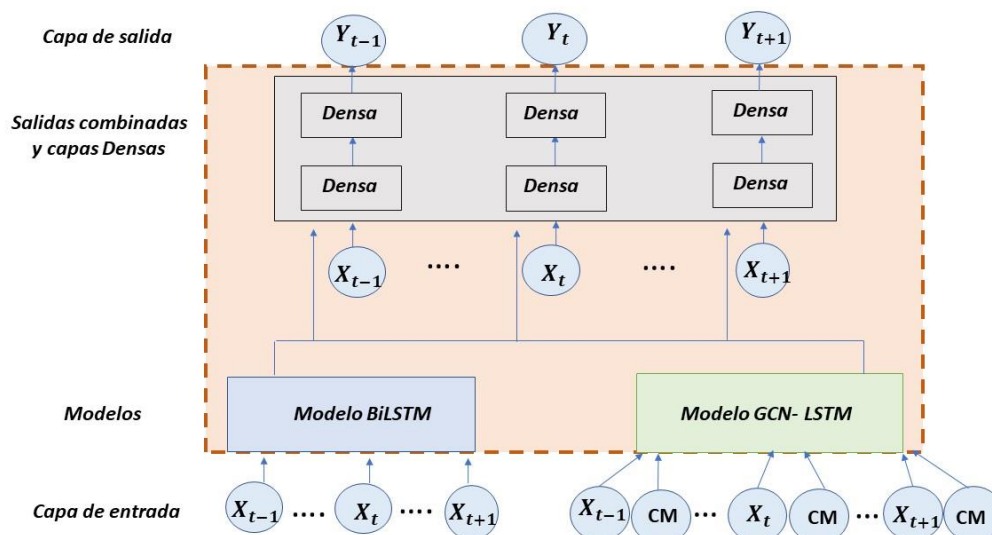 Capa de salida
Y_{t-1} Y_t Y_{t+1}
Salidas combinadas
y capas Densas
Densa Densa Densa
Densa Densa Densa
X_{t-1} .... X_t .... X_{t+1}
Modelos
Modelo BiLSTM Modelo GCN- LSTM
Capa de entrada
X_{t-1} .... X_t .... X_{t+1} X_{t-1} CM ... X_t CM ... X_{t+1} CM